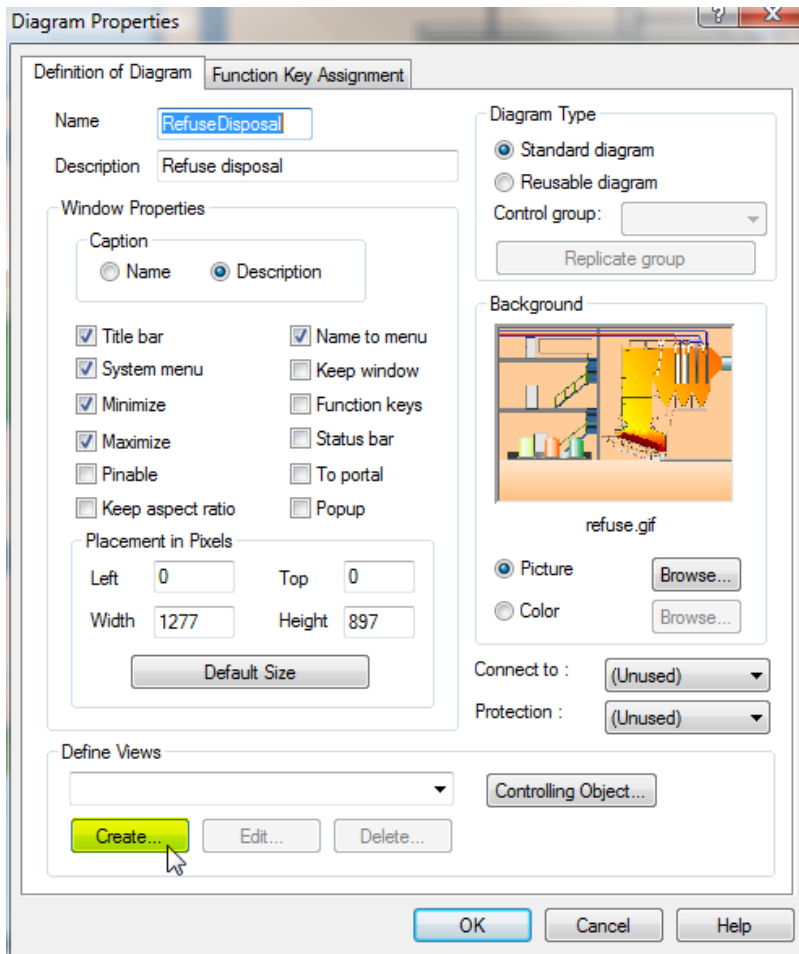 Diagram Properties
Definition of Diagram
Function Key Assignment
Name
RefuseDisposal
Description
Refuse disposal
Window Properties
Caption
Name
Description
Title bar
Name to menu
System menu
Keep window
Minimize
Function keys
Maximize
Status bar
Pinable
To portal
Keep aspect ratio
Popup
Placement in Pixels
Left 0 Top 0
Width 1277 Height 897
Default Size
Diagram Type
Standard diagram
Reusable diagram
Control group:
Replicate group
Background
refuse.gif
Picture
Browse...
Color
Browse...
Connect to : (Unused)
Protection : (Unused)
Define Views
Controlling Object...
Create... Edit... Delete...
OK Cancel Help